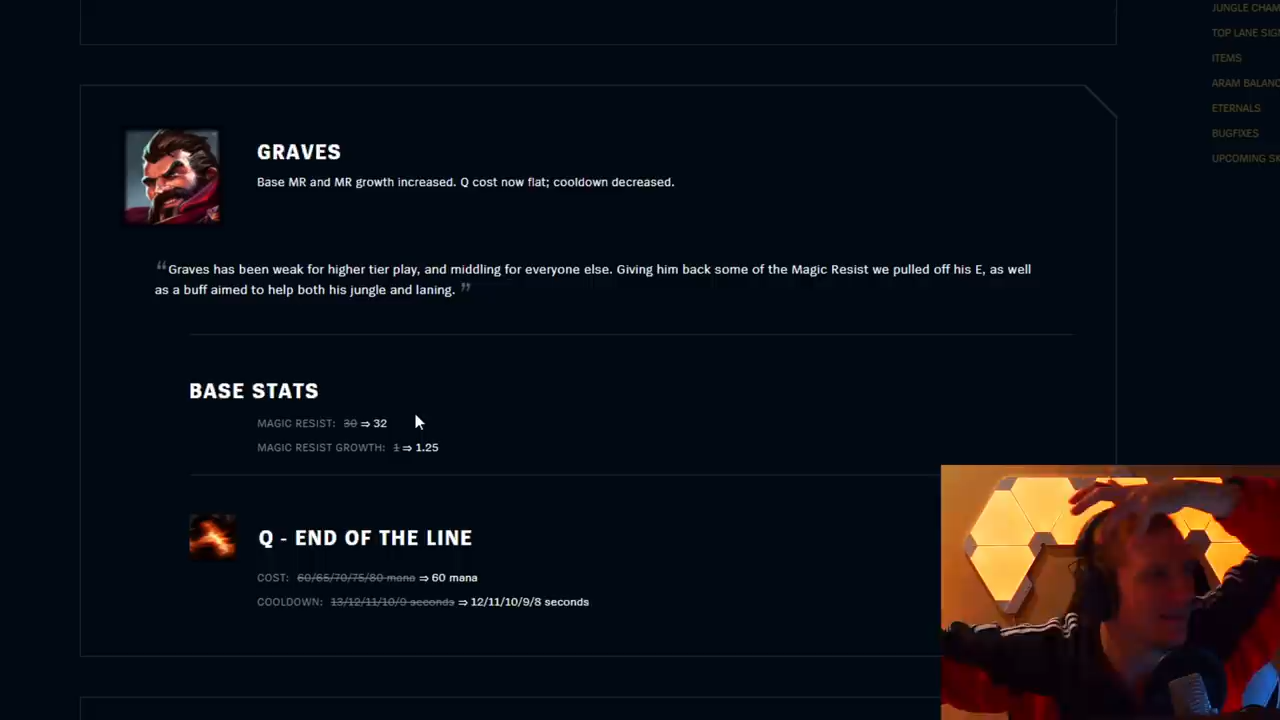 JUNGLE CHAM
TOP LANE SIG
ITEMS
ARAM BALANC
ETERNALS
BUGFIXES
UPCOMING SK
GRAVES
Base MR and MR growth increased. Q cost now flat; cooldown decreased.
“Graves has been weak for higher tier play, and middling for everyone else. Giving him back some of the Magic Resist we pulled off his E, as well
as a buff aimed to help both his jungle and laning. ”
BASE STATS
MAGIC RESIST: 30 ⇒ 32
MAGIC RESIST GROWTH: 1 ⇒ 1.25
Q - END OF THE LINE
COST: 60/65/70/75/80 mana ⇒ 60 mana
COOLDOWN: 13/12/11/10/9 seconds ⇒ 12/11/10/9/8 seconds